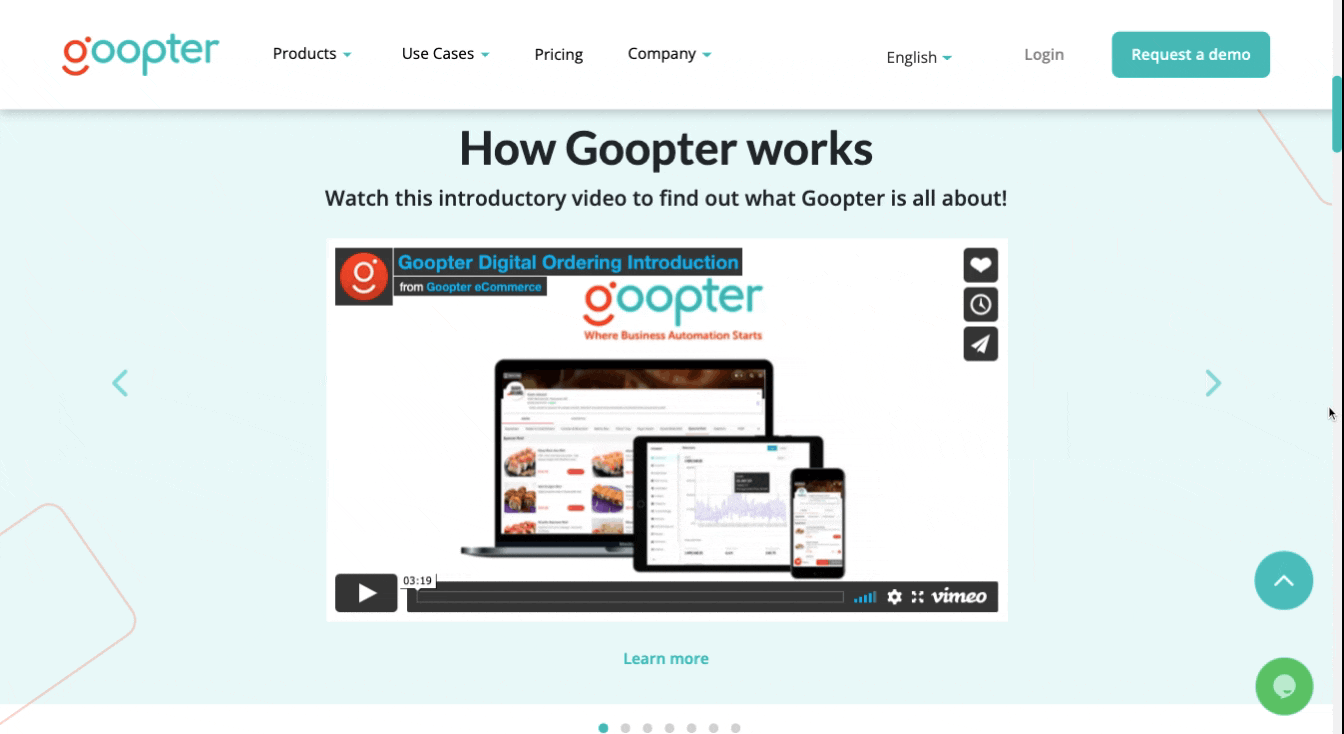 goopter
Products
Use Cases
Pricing
Company
English
Login
Request a demo
How Goopter works
Watch this introductory video to find out what Goopter is all about!
Goopter Digital Ordering Introduction
from Goopter eCommerce
goopter
Where Business Automation Starts
03:19
vimeo
Learn more